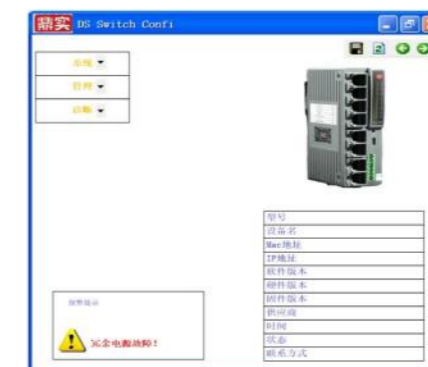 鼎实 DS Switch Confi
系统
管理
诊断
型号
设备名
Mac地址
IP地址
软件版本
硬件版本
固件版本
供应商
时间
状态
联系方式
报警提示
冗余电源故障！